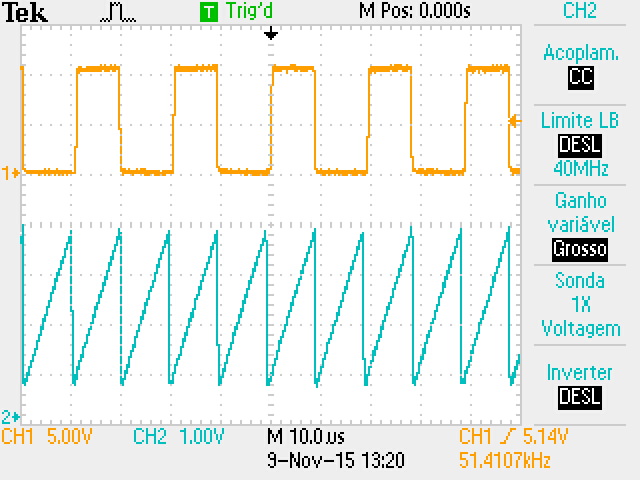 Tek T Trig'd M Pos: 0.000s CH2
Acoplam.
CC
Limite LB
DESL
40MHz
Ganho
variável
Grosso
Sonda
1X
Voltagem
Inverter
DESL
1
2
CH1 5.00V CH2 1.00V M 10.0us CH1 5.14V
9-Nov-15 13:20 51.4107kHz